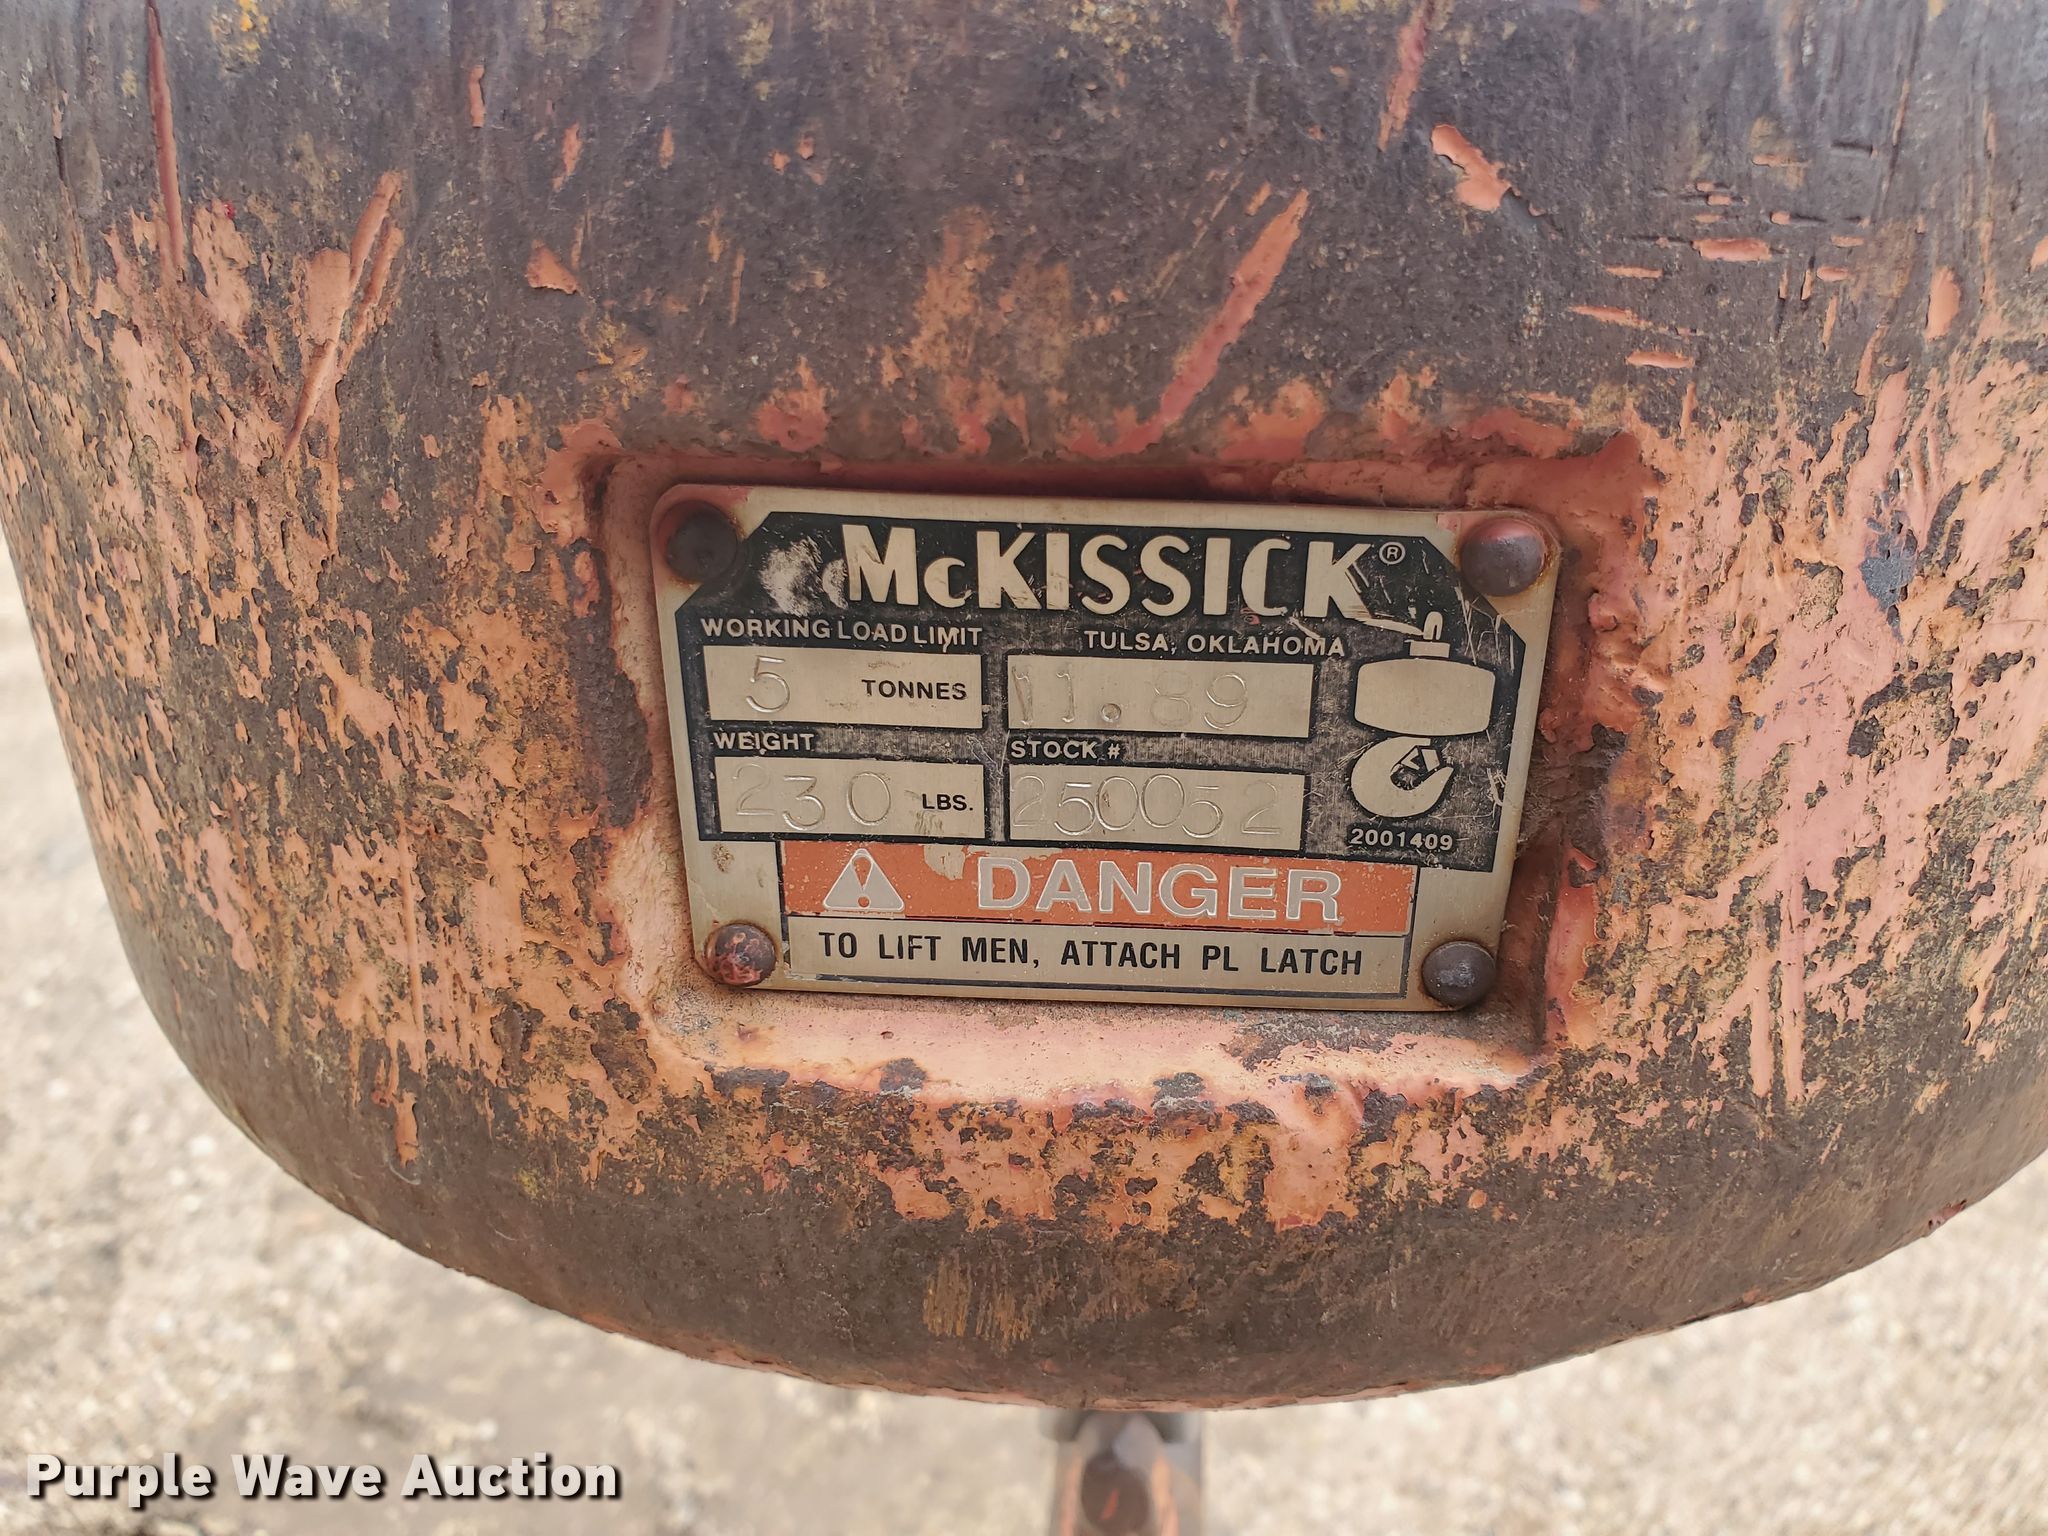 McKISSICK®
WORKING LOAD LIMIT TULSA, OKLAHOMA
5 TONNES 11.89
WEIGHT STOCK #
230 LBS. 250052
2001409
DANGER
TO LIFT MEN, ATTACH PL LATCH
Purple Wave Auction